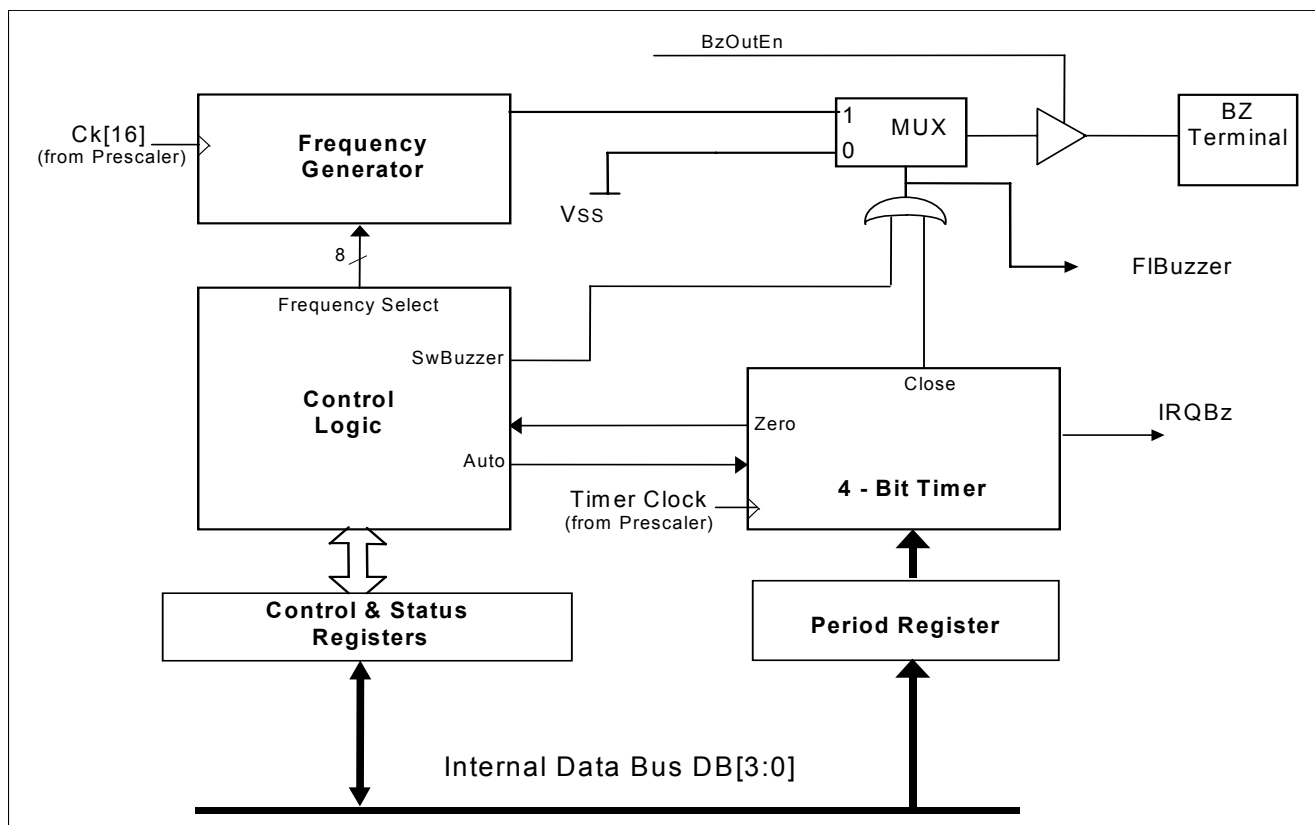 BzOutEn
Ck[16]
(from Prescaler)
Frequency
Generator
1
MUX
0
BZ
Terminal
Vss
8
FlBuzzer
Frequency Select
SwBuzzer
Control
Logic
Auto
Close
Zero
IRQBz
4 - Bit Timer
Timer Clock
(from Prescaler)
Control & Status
Registers
Period Register
Internal Data Bus DB[3:0]